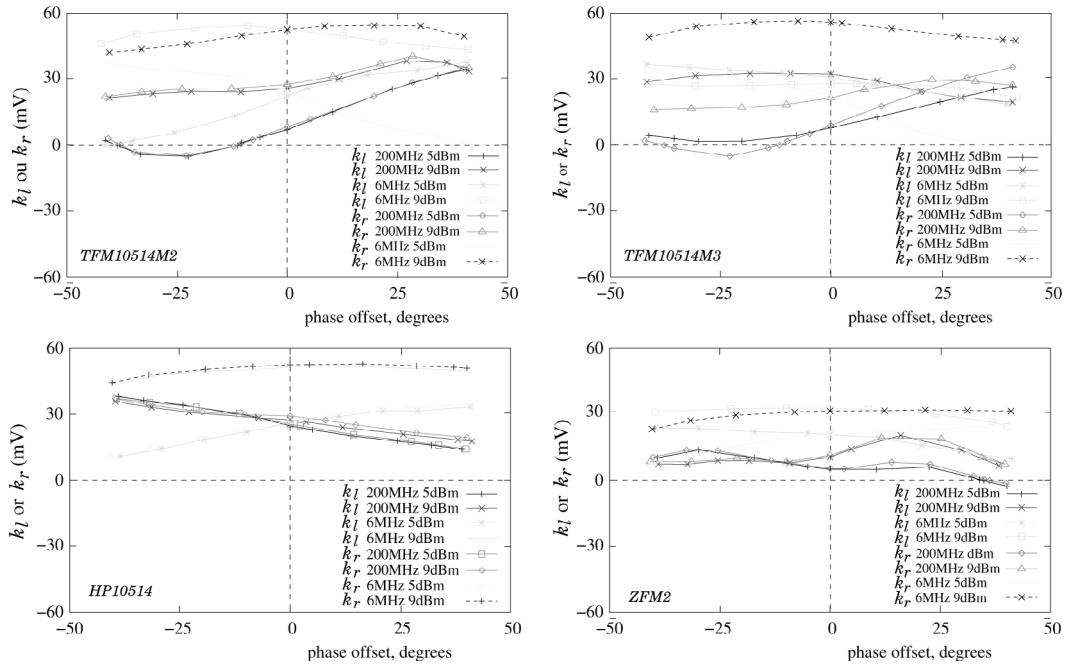 60
30
0
−30
−60
k_l ou k_r (mV)
k_l 200MHz 5dBm
k_l 200MHz 9dBm
k_l 6MHz 5dBm
k_l 6MHz 9dBm
k_r 200MHz 5dBm
k_r 200MHz 9dBm
k_r 6MHz 5dBm
k_r 6MHz 9dBm
TFM10514M2
−50 −25 0 25 50
phase offset, degrees
60
30
0
−30
−60
k_l or k_r (mV)
k_l 200MHz 5dBm
k_l 200MHz 9dBm
k_l 6MHz 5dBm
k_l 6MHz 9dBm
k_r 200MHz 5dBm
k_r 200MHz 9dBm
k_r 6MHz 5dBm
k_r 6MHz 9dBm
TFM10514M3
−50 −25 0 25 50
phase offset, degrees
60
30
0
−30
−60
k_l or k_r (mV)
k_l 200MHz 5dBm
k_l 200MHz 9dBm
k_l 6MHz 5dBm
k_l 6MHz 9dBm
k_r 200MHz 5dBm
k_r 200MHz 9dBm
k_r 6MHz 5dBm
k_r 6MHz 9dBm
HP10514
−50 −25 0 25 50
phase offset, degrees
60
30
0
−30
−60
k_l or k_r (mV)
k_l 200MHz 5dBm
k_l 200MHz 9dBm
k_l 6MHz 5dBm
k_l 6MHz 9dBm
k_r 200MHz dBm
k_r 200MHz 9dBm
k_r 6MHz 5dBm
k_r 6MHz 9dBm
ZFM2
−50 −25 0 25 50
phase offset, degrees